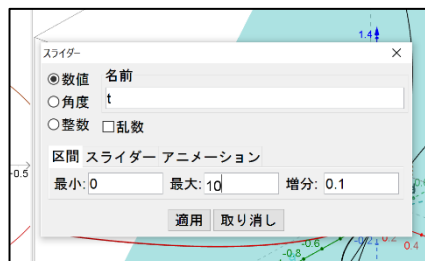 1.4
スライダー ×
数値 名前
角度 t
整数 乱数
区間 スライダー アニメーション
-0.5
最小: 0 最大: 10 増分: 0.1
適用 取り消し
0.2
0.4
-0.6
-0.8